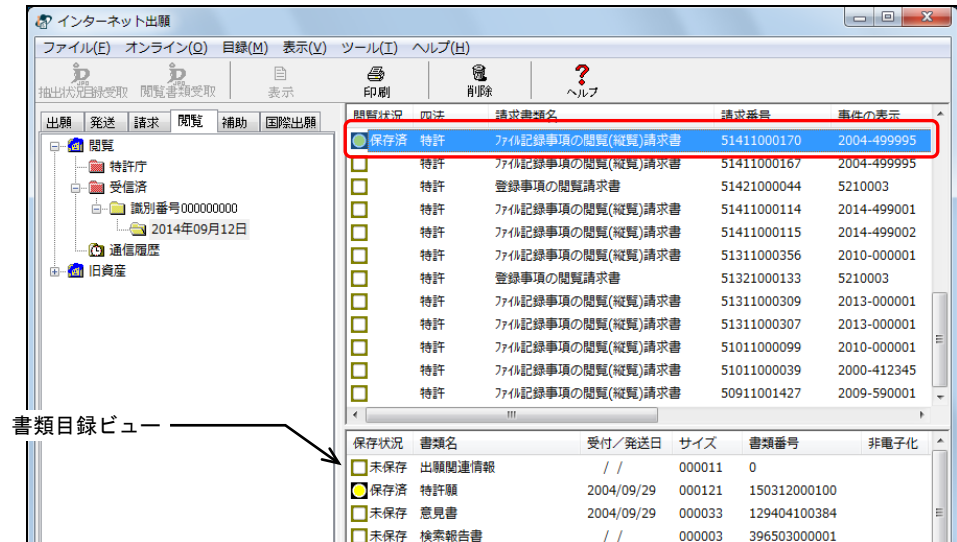 インターネット出願
ファイル(F) オンライン(O) 目録(M) 表示(V) ツール(T) ヘルプ(H)
抽出状況目録受取 閲覧書類受取 表示 印刷 削除 ヘルプ
出願 発送 請求 閲覧 補助 国際出願
閲覧
特許庁
受信済
識別番号000000000
2014年09月12日
通信履歴
旧資産
書類目録ビュー
閲覧状況 四法 請求書類名 請求番号 事件の表示
保存済 特許 ファイル記録事項の閲覧(縦覧)請求書 51411000170 2004-499995
特許 ファイル記録事項の閲覧(縦覧)請求書 51411000167 2004-499995
特許 登録事項の閲覧請求書 51421000044 5210003
特許 ファイル記録事項の閲覧(縦覧)請求書 51411000114 2014-499001
特許 ファイル記録事項の閲覧(縦覧)請求書 51411000115 2014-499002
特許 ファイル記録事項の閲覧(縦覧)請求書 51311000356 2010-000001
特許 登録事項の閲覧請求書 51321000133 5210003
特許 ファイル記録事項の閲覧(縦覧)請求書 51311000309 2013-000001
特許 ファイル記録事項の閲覧(縦覧)請求書 51311000307 2013-000001
特許 ファイル記録事項の閲覧(縦覧)請求書 51011000099 2010-000001
特許 ファイル記録事項の閲覧(縦覧)請求書 51011000039 2000-412345
特許 ファイル記録事項の閲覧(縦覧)請求書 50911001427 2009-590001
保存状況 書類名 受付／発送日 サイズ 書類番号 非電子化
未保存 出願関連情報 / / 000011 0
保存済 特許願 2004/09/29 000121 150312000100
未保存 意見書 2004/09/29 000033 129404100384
未保存 検索報告書 / / 000003 396503000001